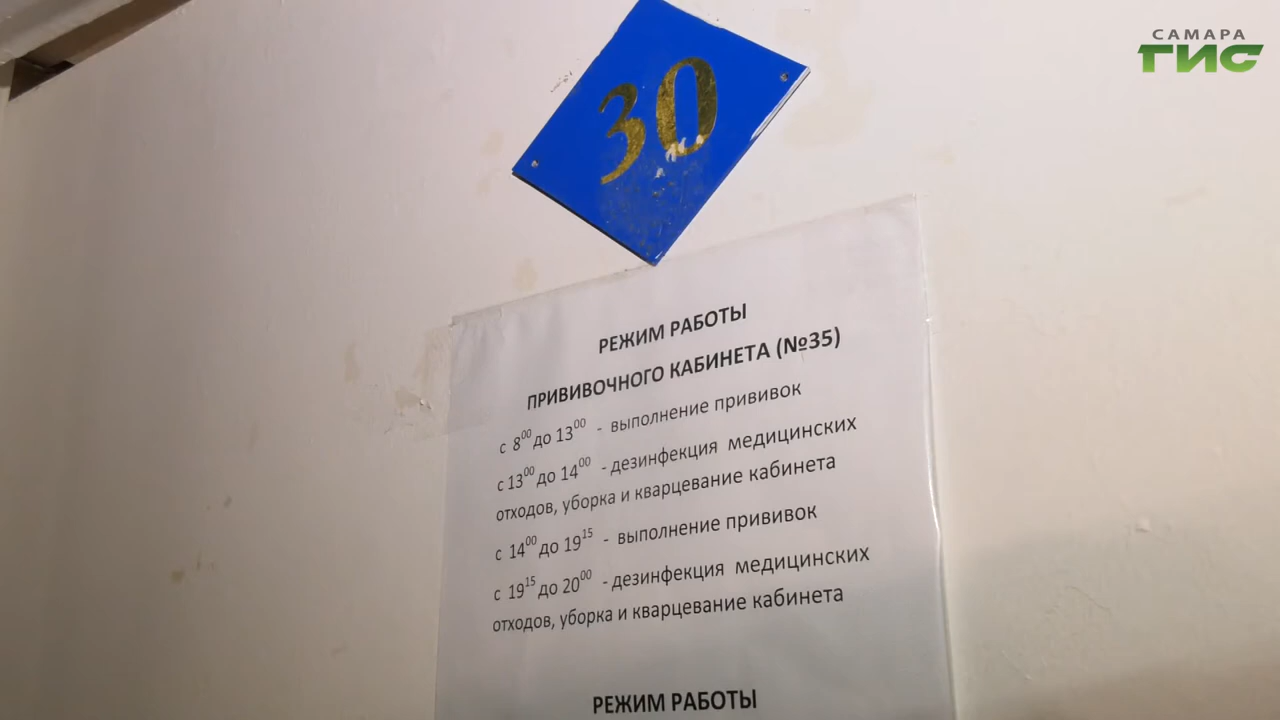 САМАРА
ГИС
30
РЕЖИМ РАБОТЫ
ПРИВИВОЧНОГО КАБИНЕТА (№35)
с 8⁰⁰ до 13⁰⁰ - выполнение прививок
с 13⁰⁰ до 14⁰⁰ - дезинфекция медицинских
отходов, уборка и кварцевание кабинета
с 14⁰⁰ до 19¹⁵ - выполнение прививок
с 19¹⁵ до 20⁰⁰ - дезинфекция медицинских
отходов, уборка и кварцевание кабинета
РЕЖИМ РАБОТЫ